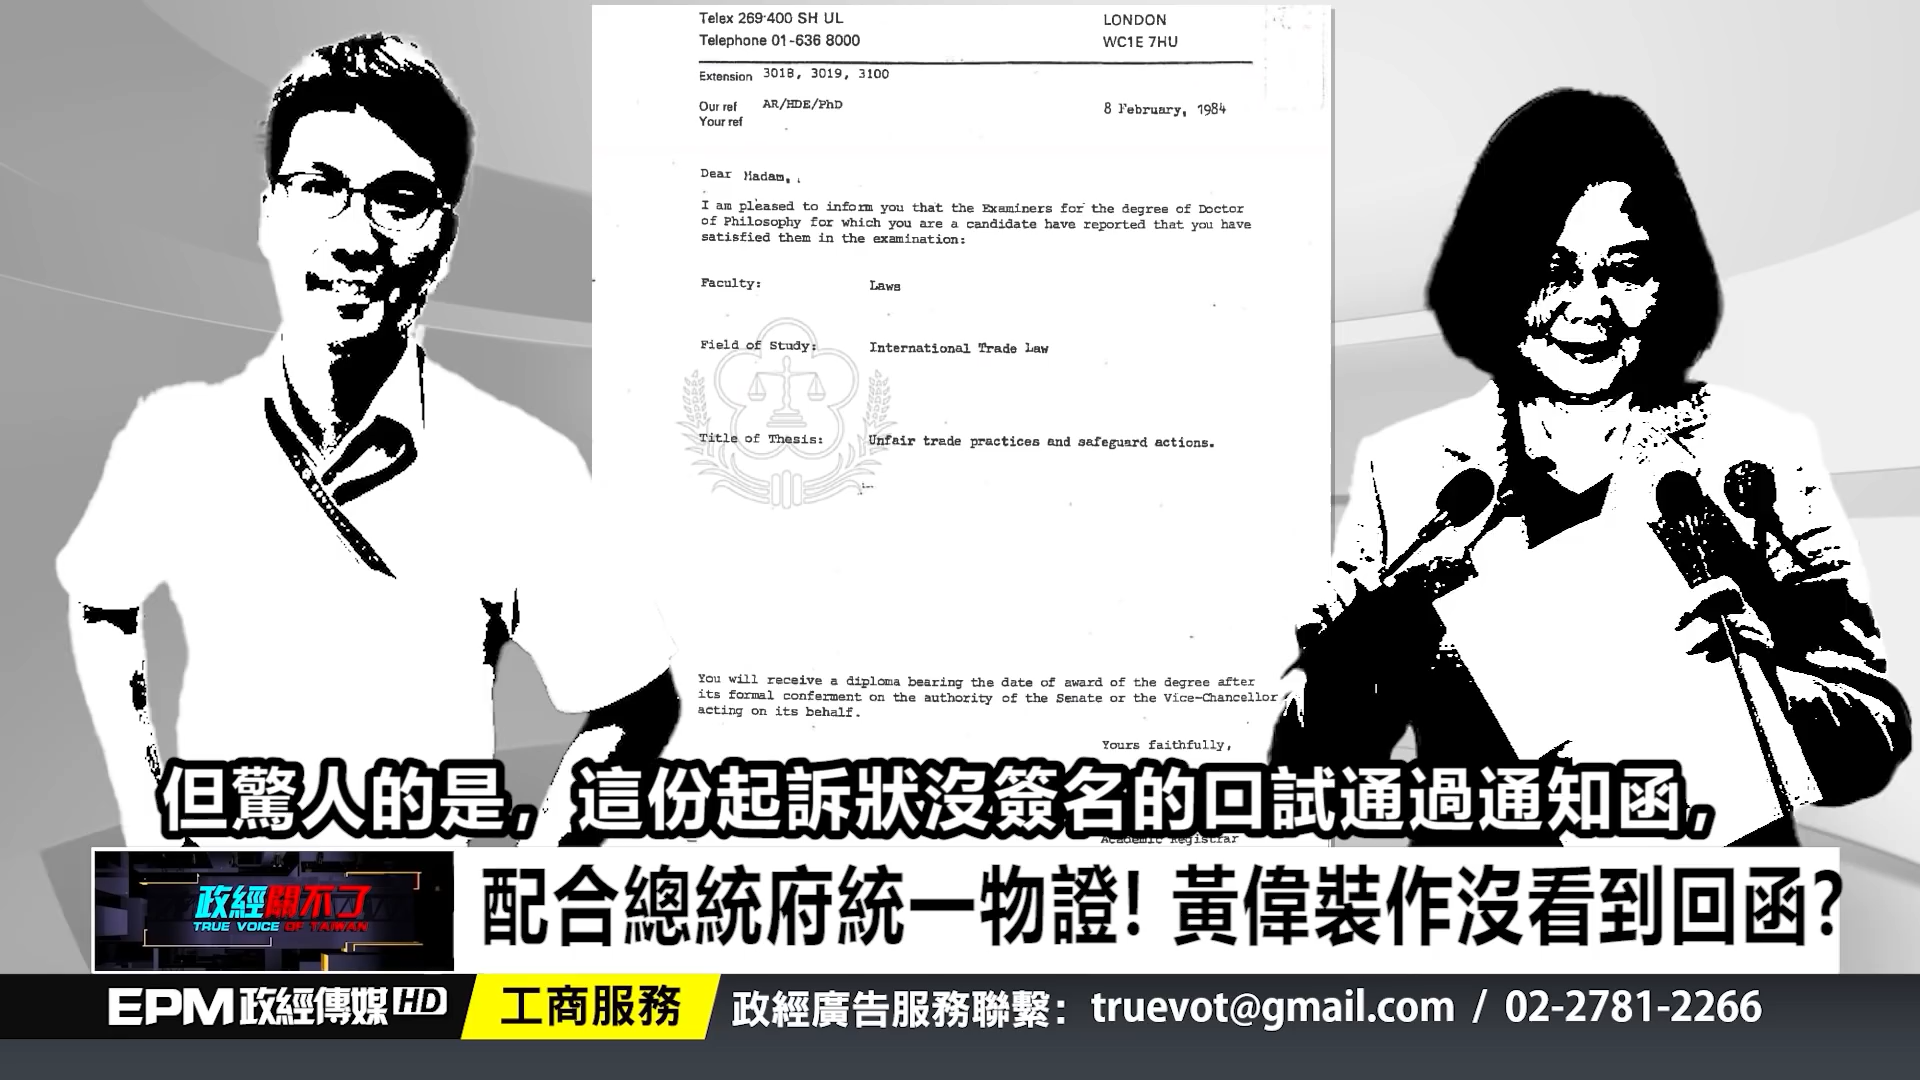 Telex 269·400 SH UL
Telephone 01-636 8000
LONDON
WC1E 7HU
Extension 3018, 3019, 3100
Our ref AR/HDE/PhD
Your ref
8 February, 1984
Dear Madam,
I am pleased to inform you that the Examiners for the degree of Doctor
of Philosophy for which you are a candidate have reported that you have
satisfied them in the examination:
Faculty: Laws
Field of Study: International Trade Law
Title of Thesis: Unfair trade practices and safeguard actions.
You will receive a diploma bearing the date of award of the degree after
its formal conferment on the authority of the Senate or the Vice-Chancellor
acting on its behalf.
Yours faithfully,
但驚人的是，這份起訴狀沒簽名的口試通過通知函，
Academic Registrar
政經關不了
TRUE VOICE OF TAIWAN
配合總統府統一物證! 黃偉裝作沒看到回函?
EPM政經傳媒HD
工商服務
政經廣告服務聯繫：truevot@gmail.com / 02-2781-2266